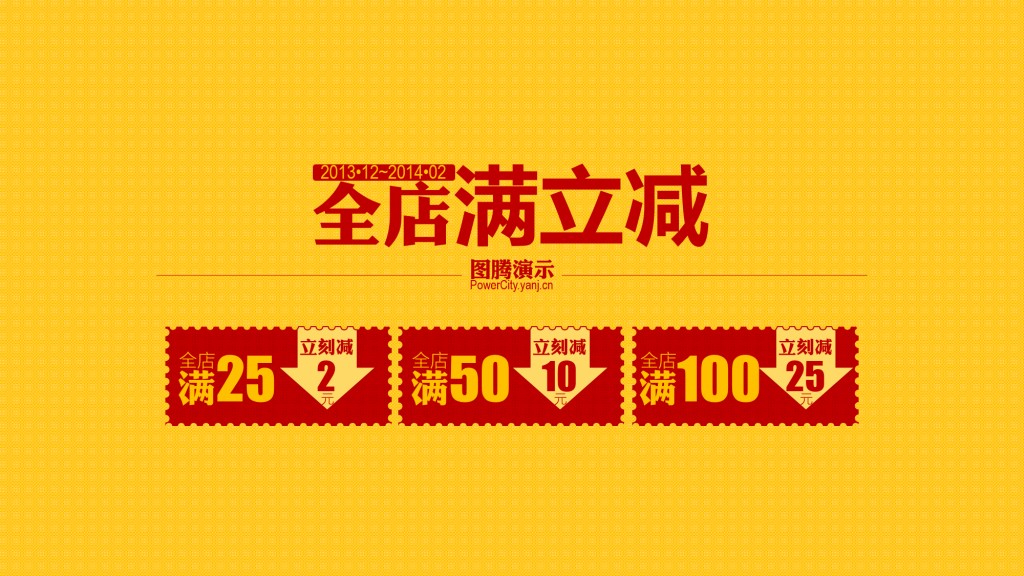 2013•12~2014•02
全店满立减
图腾演示
PowerCity.yanj.cn
全店
满25
立刻减
2
元
全店
满50
立刻减
10
元
全店
满100
立刻减
25
元